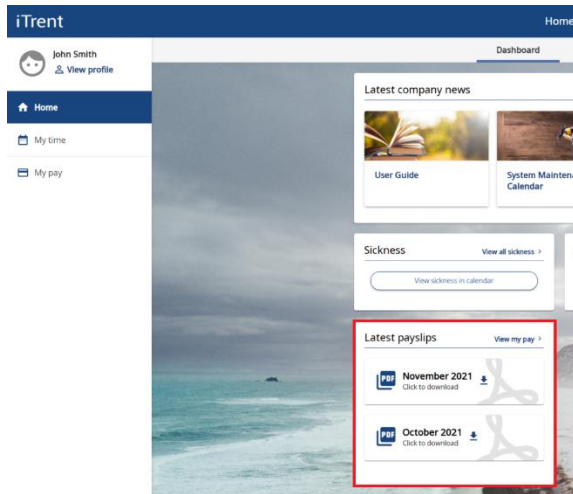 iTrent
Home
John Smith
View profile
Dashboard
Home
My time
My pay
Latest company news
User Guide
System Maintena
Calendar
Sickness
View all sickness >
View sickness in calendar
Latest payslips
View my pay >
PDF
November 2021
Click to download
PDF
October 2021
Click to download